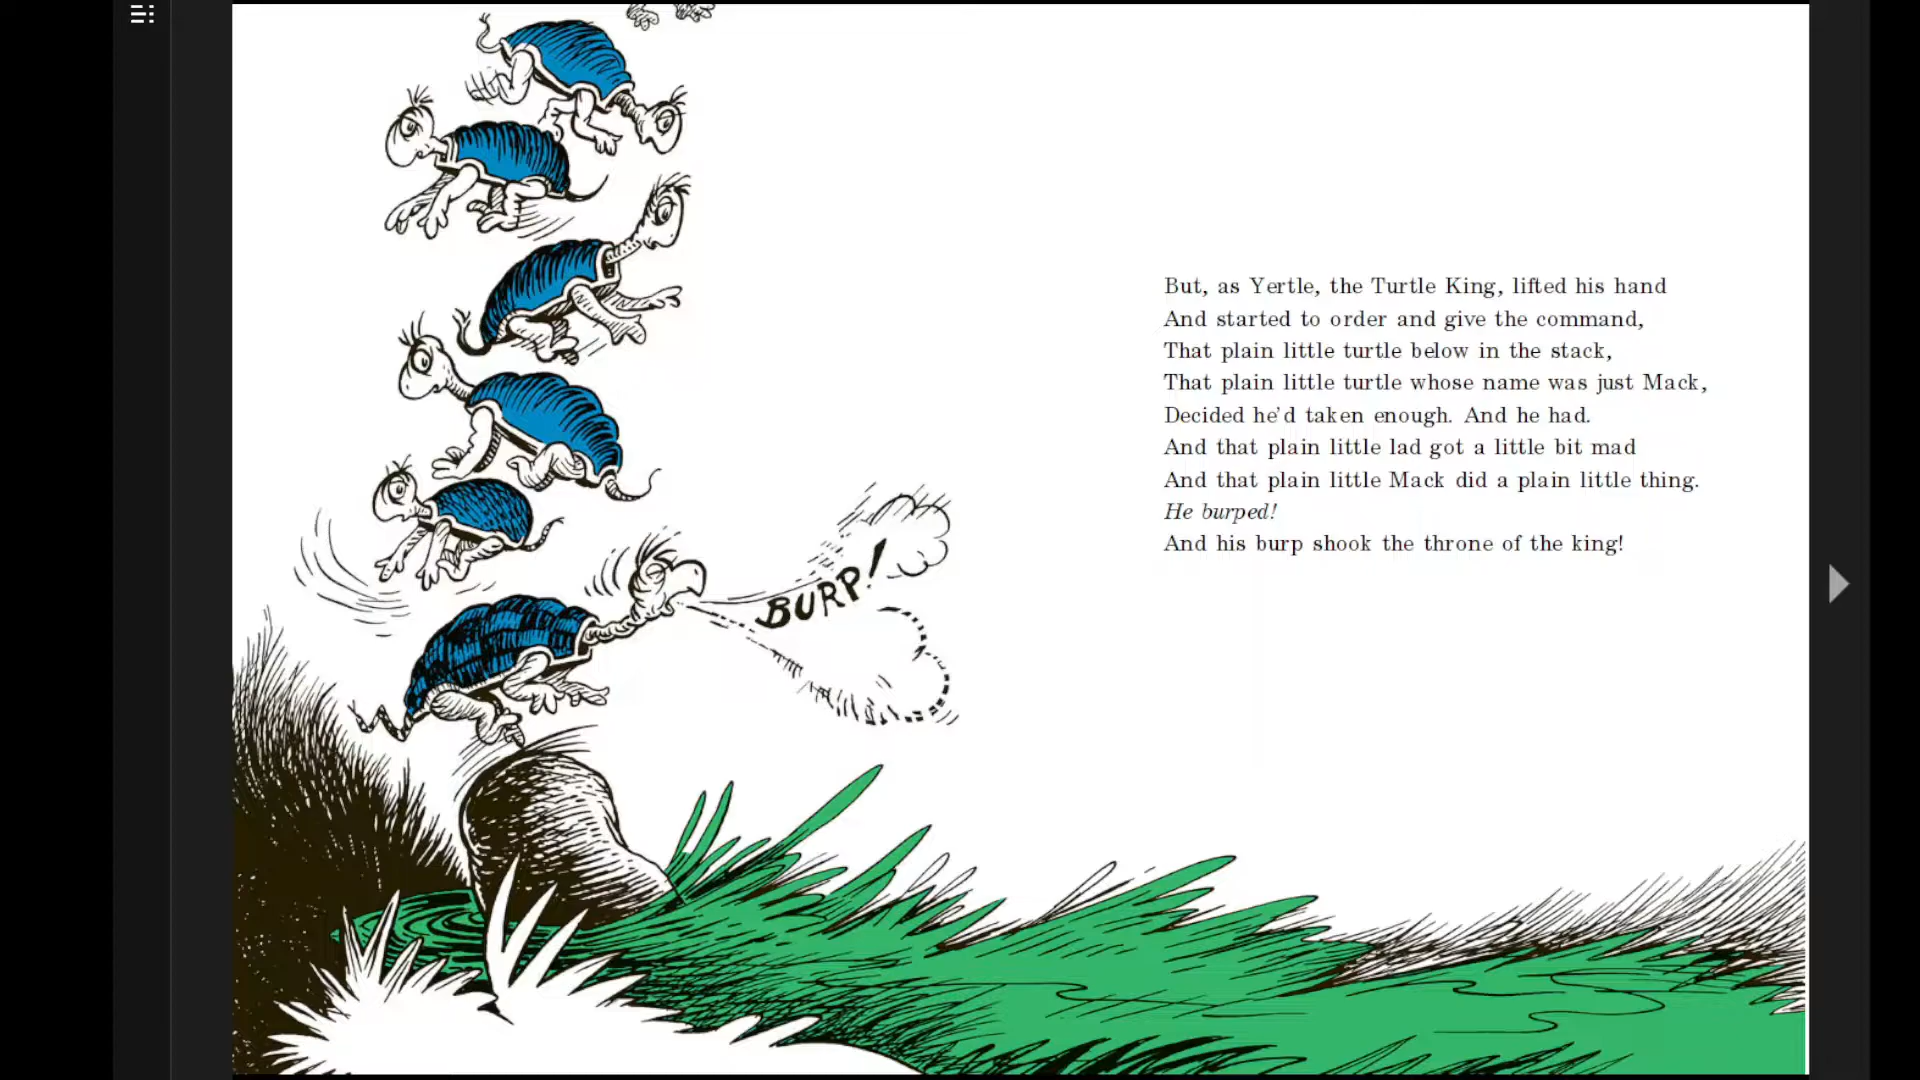 BURP!
But, as Yertle, the Turtle King, lifted his hand
And started to order and give the command,
That plain little turtle below in the stack,
That plain little turtle whose name was just Mack,
Decided he’d taken enough. And he had.
And that plain little lad got a little bit mad
And that plain little Mack did a plain little thing.
He burped!
And his burp shook the throne of the king!